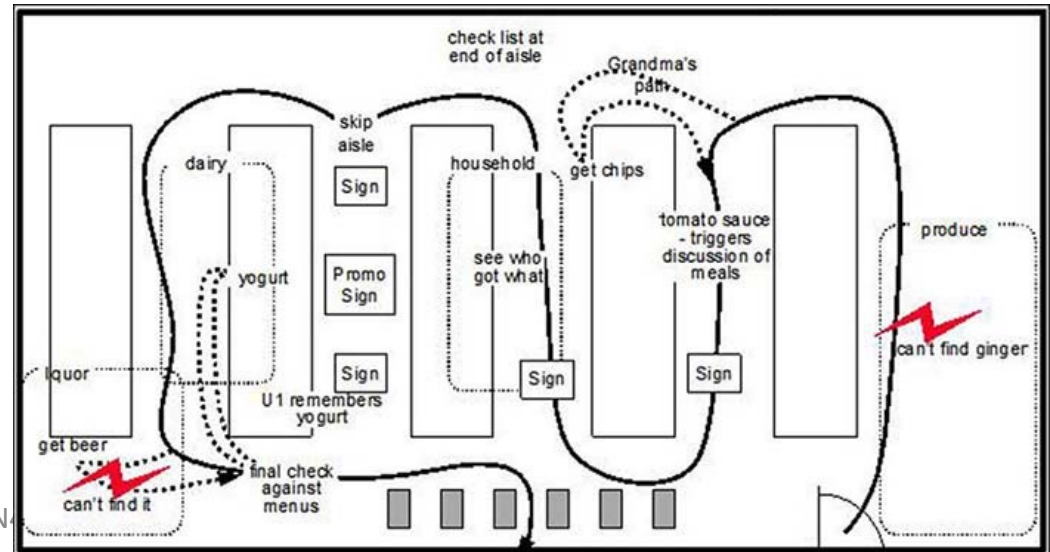 check list at
end of aisle
Grandma's
path
skip
aisle
dairy
household
get chips
Sign
tomato sauce
- triggers
discussion of
meals
produce
see who
got what
yogurt
Promo
Sign
can't find ginger
liquor
Sign
Sign
Sign
U1 remembers
yogurt
get beer
final check
against
menus
can't find it